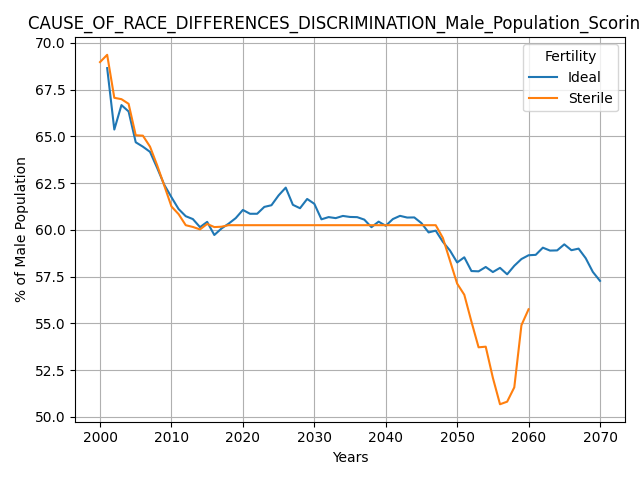 CAUSE_OF_RACE_DIFFERENCES_DISCRIMINATION_Male_Population_Scorin
70.0
67.5
65.0
62.5
60.0
57.5
55.0
52.5
50.0
% of Male Population
Fertility
Ideal
Sterile
2000 2010 2020 2030 2040 2050 2060 2070
Years